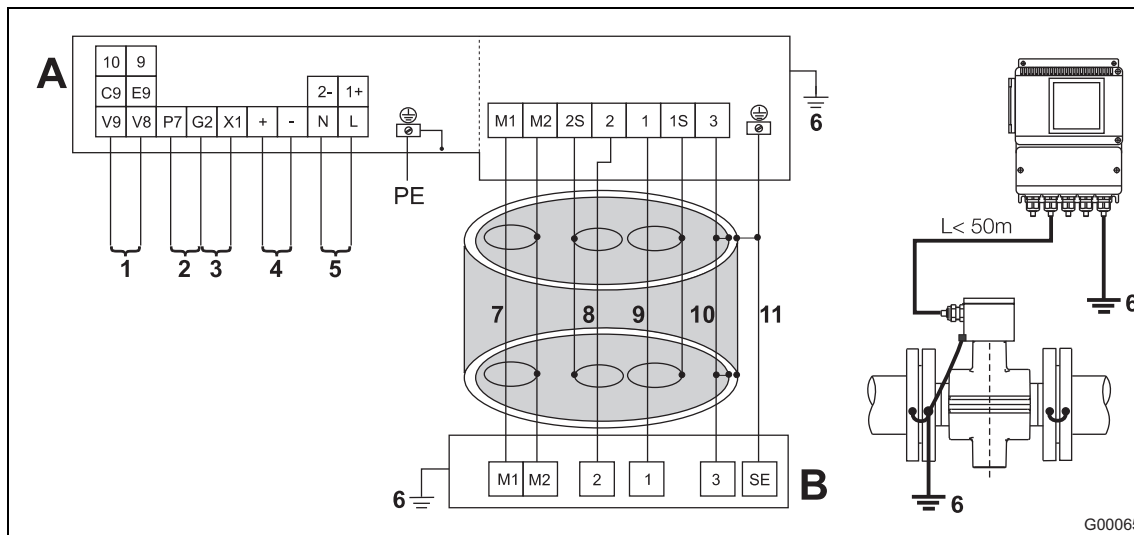 A
10 9
C9 E9 2- 1+
V9 V8 P7 G2 X1 + - N L
M1 M2 2S 2 1 1S 3
6
PE
1 2 3 4 5
7 8 9 10 11
6
M1 M2 2 1 3 SE
B
L< 50m
6
6
G00065